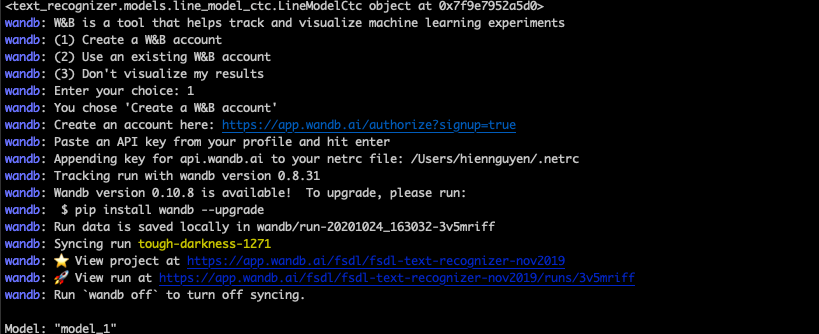 <text_recognizer.models.line_model_ctc.LineModelCtc object at 0x7f9e7952a5d0>
wandb: W&B is a tool that helps track and visualize machine learning experiments
wandb: (1) Create a W&B account
wandb: (2) Use an existing W&B account
wandb: (3) Don't visualize my results
wandb: Enter your choice: 1
wandb: You chose 'Create a W&B account'
wandb: Create an account here: https://app.wandb.ai/authorize?signup=true
wandb: Paste an API key from your profile and hit enter
wandb: Appending key for api.wandb.ai to your netrc file: /Users/hiennguyen/.netrc
wandb: Tracking run with wandb version 0.8.31
wandb: Wandb version 0.10.8 is available!  To upgrade, please run:
wandb:  $ pip install wandb --upgrade
wandb: Run data is saved locally in wandb/run-20201024_163032-3v5mriff
wandb: Syncing run tough-darkness-1271
wandb: ⭐ View project at https://app.wandb.ai/fsdl/fsdl-text-recognizer-nov2019
wandb: 🚀 View run at https://app.wandb.ai/fsdl/fsdl-text-recognizer-nov2019/runs/3v5mriff
wandb: Run `wandb off` to turn off syncing.
Model: "model_1"